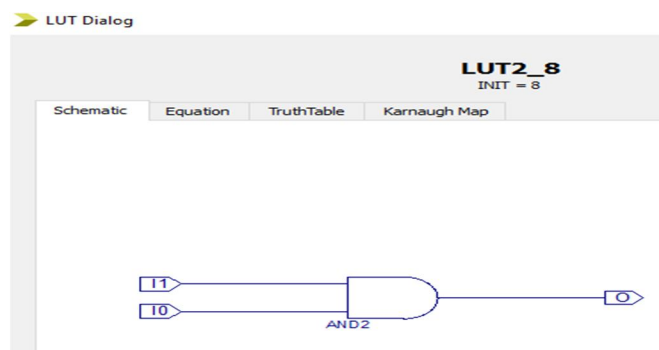 LUT Dialog
LUT2_8
INIT = 8
Schematic Equation TruthTable Karnaugh Map
I1
I0
O
AND2